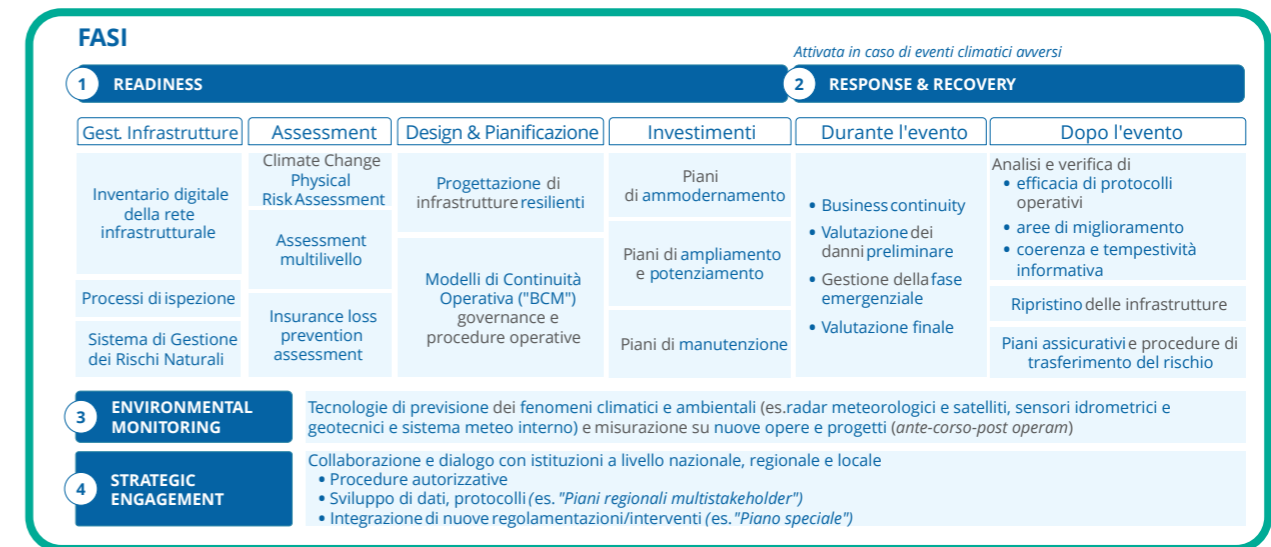 FASI
Attivata in caso di eventi climatici avversi
1 READINESS
2 RESPONSE & RECOVERY
Gest. Infrastrutture
Inventario digitale
della rete
infrastrutturale
Processi di ispezione
Sistema di Gestione
dei Rischi Naturali
Assessment
Climate Change
Physical
Risk Assessment
Assessment
multilivello
Insurance loss
prevention
assessment
Design & Pianificazione
Progettazione di
infrastrutture resilienti
Modelli di Continuità
Operativa ("BCM")
governance e
procedure operative
Investimenti
Piani
di ammodernamento
Piani di ampliamento
e potenziamento
Piani di manutenzione
Durante l'evento
• Business continuity
• Valutazione dei
danni preliminare
• Gestione della fase
emergenziale
• Valutazione finale
Dopo l'evento
Analisi e verifica di
• efficacia di protocolli
operativi
• aree di miglioramento
• coerenza e tempestività
informativa
Ripristino delle infrastrutture
Piani assicurativi e procedure di
trasferimento del rischio
3 ENVIRONMENTAL
MONITORING
Tecnologie di previsione dei fenomeni climatici e ambientali (es.radar meteorologici e satelliti, sensori idrometrici e
geotecnici e sistema meteo interno) e misurazione su nuove opere e progetti (ante-corso-post operam)
4 STRATEGIC
ENGAGEMENT
Collaborazione e dialogo con istituzioni a livello nazionale, regionale e locale
• Procedure autorizzative
• Sviluppo di dati, protocolli (es. "Piani regionali multistakeholder")
• Integrazione di nuove regolamentazioni/interventi (es. "Piano speciale")